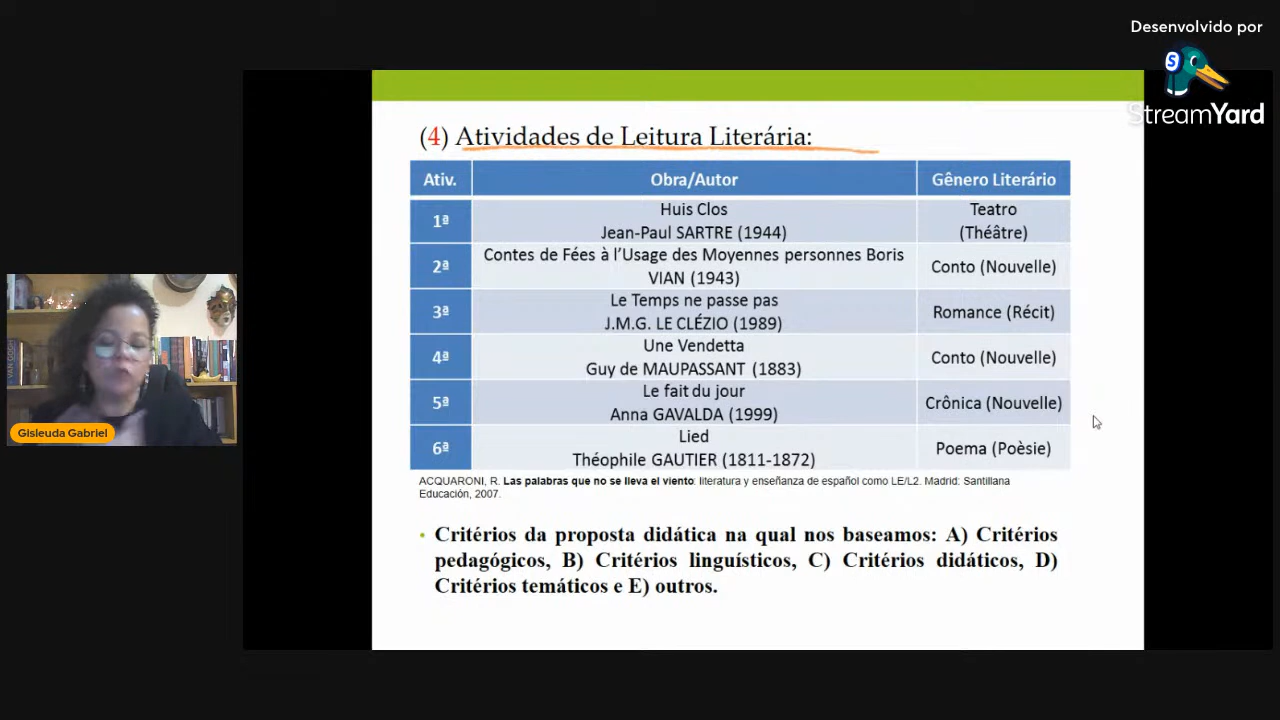 Desenvolvido por
S
StreamYard
(4) Atividades de Leitura Literária:
Ativ. Obra/Autor Gênero Literário
1ª Huis Clos Teatro
Jean-Paul SARTRE (1944) (Théâtre)
2ª Contes de Fées à l'Usage des Moyennes personnes Boris Conto (Nouvelle)
VIAN (1943)
3ª Le Temps ne passe pas Romance (Récit)
J.M.G. LE CLÉZIO (1989)
4ª Une Vendetta Conto (Nouvelle)
Guy de MAUPASSANT (1883)
5ª Le fait du jour Crônica (Nouvelle)
Anna GAVALDA (1999)
6ª Lied Poema (Poèsie)
Théophile GAUTIER (1811-1872)
ACQUARONI, R. Las palabras que no se lleva el viento: literatura y enseñanza de español como LE/L2. Madrid: Santillana
Educación, 2007.
• Critérios da proposta didática na qual nos baseamos: A) Critérios
pedagógicos, B) Critérios linguísticos, C) Critérios didáticos, D)
Critérios temáticos e E) outros.
VAN GOGH
Gisleuda Gabriel